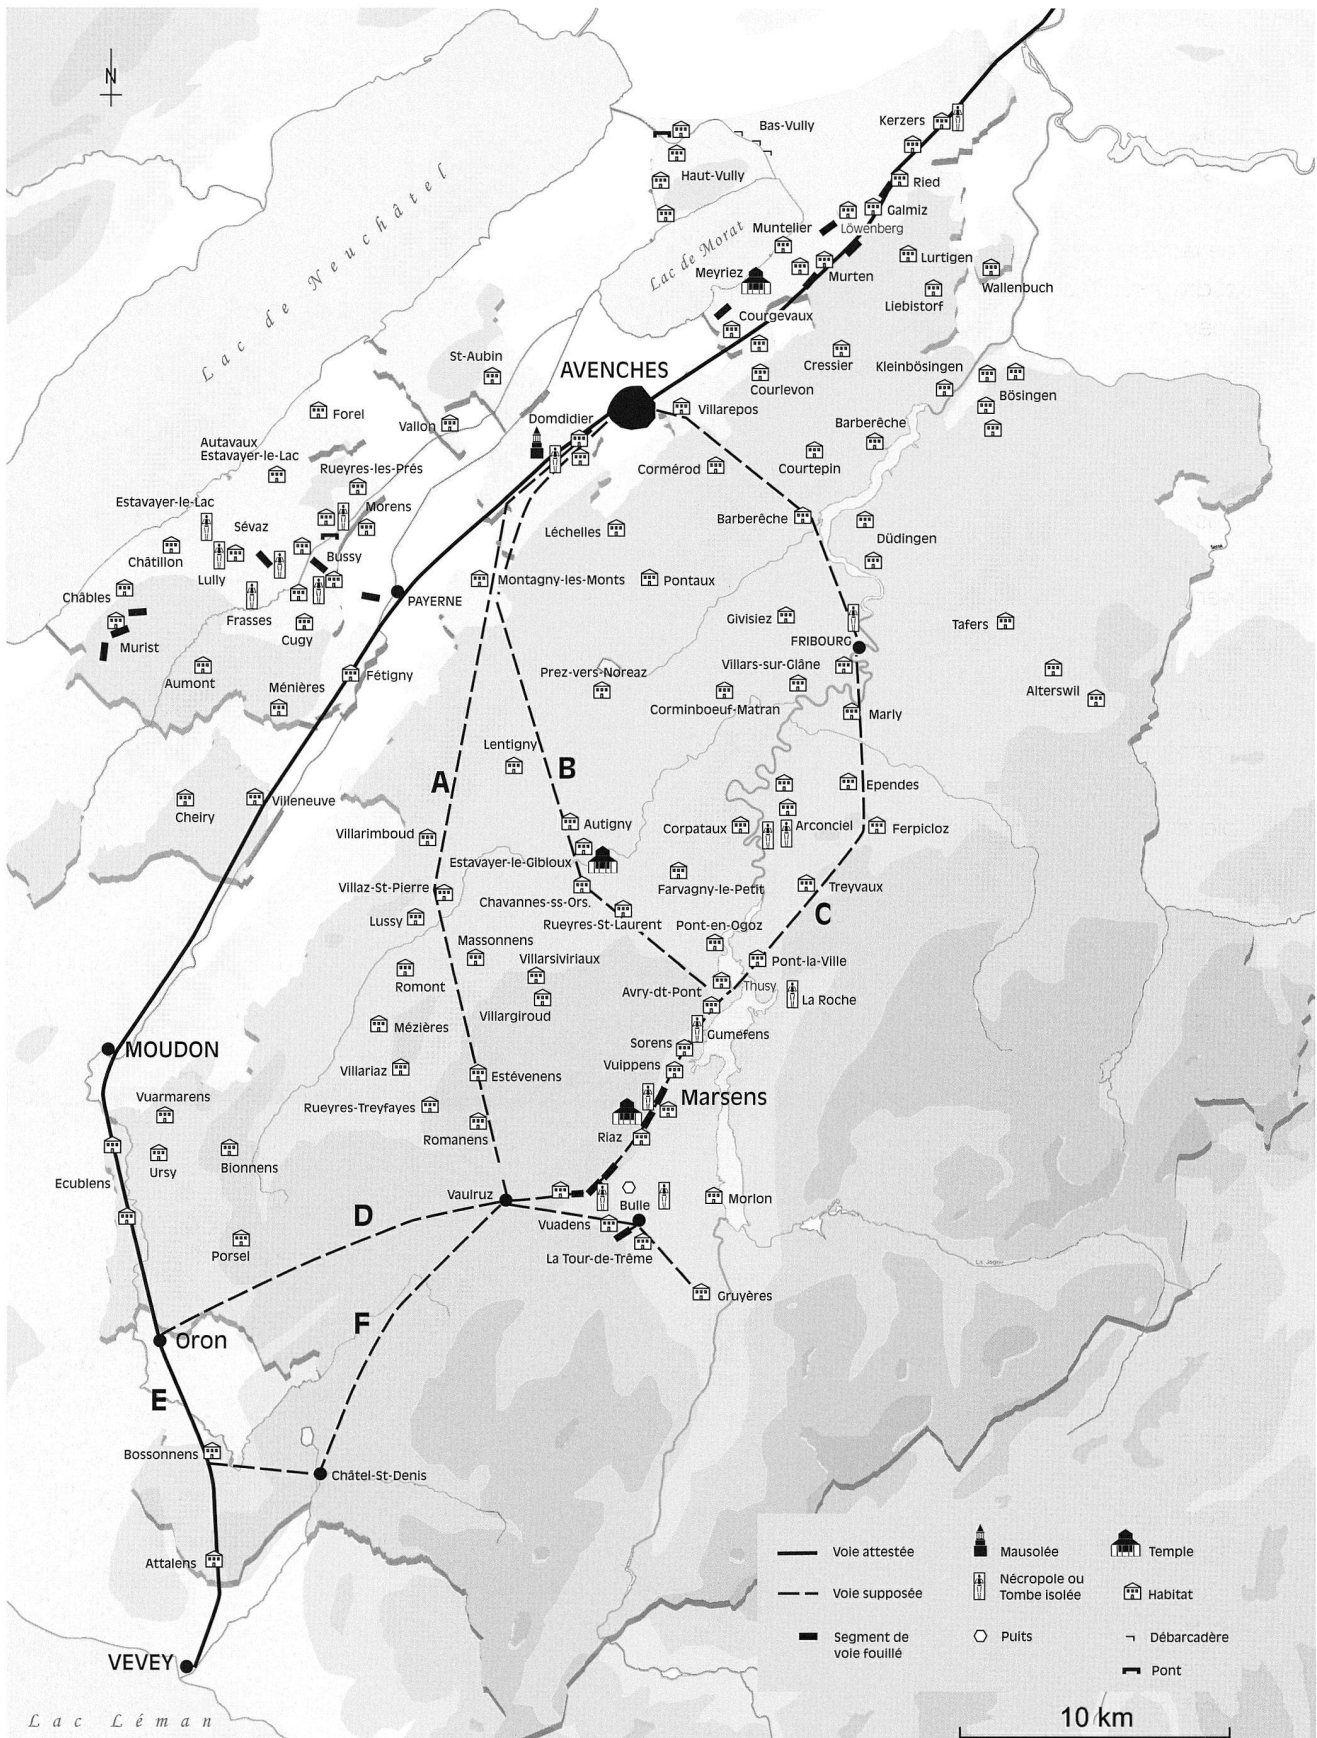 N
Kerzers
Bas-Vully
Haut-Vully
Ried
Galmiz
Löwenberg
Muntelier
Lac de Neuchâtel
Lac de Morat
Meyriez
Murten
Lurtigen
Wallenbuch
Liebistorf
Courgevaux
St-Aubin
AVENCHES
Cressier
Kleinbösingen
Courlevon
Bösingen
Forel
Vallon
Domdidier
Villarepos
Barberêche
Autavaux
Estavayer-le-Lac
Rueyres-les-Prés
Cormérod
Courtepin
Estavayer-le-Lac
Morens
Sévaz
Léchelles
Barberêche
Düdingen
Châtillon
Bussy
Lully
Montagny-les-Monts
Pontaux
Châbles
PAYERNE
Frasses
Givisiez
Tafers
Cugy
FRIBOURG
Murist
Villars-sur-Glâne
Aumont
Fétigny
Prez-vers-Noreaz
Ménières
Alterswil
Corminboeuf-Matran
Marly
Lentigny
A
B
Ependes
Villeneuve
Cheiry
Autigny
Corpataux
Arconciel
Ferpicloz
Villarimboud
Estavayer-le-Gibloux
Villaz-St-Pierre
Farvagny-le-Petit
Treyvaux
Chavannes-ss-Ors.
C
Lussy
Rueyres-St-Laurent
Pont-en-Ogoz
Massonnens
Villarsiviriaux
Pont-la-Ville
Romont
Avry-dt-Pont
Thusy
La Roche
Villargiroud
Mézières
Gumefens
Sorens
MOUDON
Vuippens
Villariaz
Estévenens
Vuarmarens
Marsens
Rueyres-Treyfayes
Romanens
Riaz
Ursy
Bionnens
Ecublens
Vaulruz
Bulle
Morlon
D
Vuadens
Porsel
La Tour-de-Trême
Gruyères
F
Oron
E
Bossonnens
Châtel-St-Denis
Attalens
VEVEY
Lac Léman
Voie attestée
Mausolée
Temple
Voie supposée
Nécropole ou
Tombe isolée
Habitat
Segment de
voie fouillé
Puits
Débarcadère
Pont
10 km